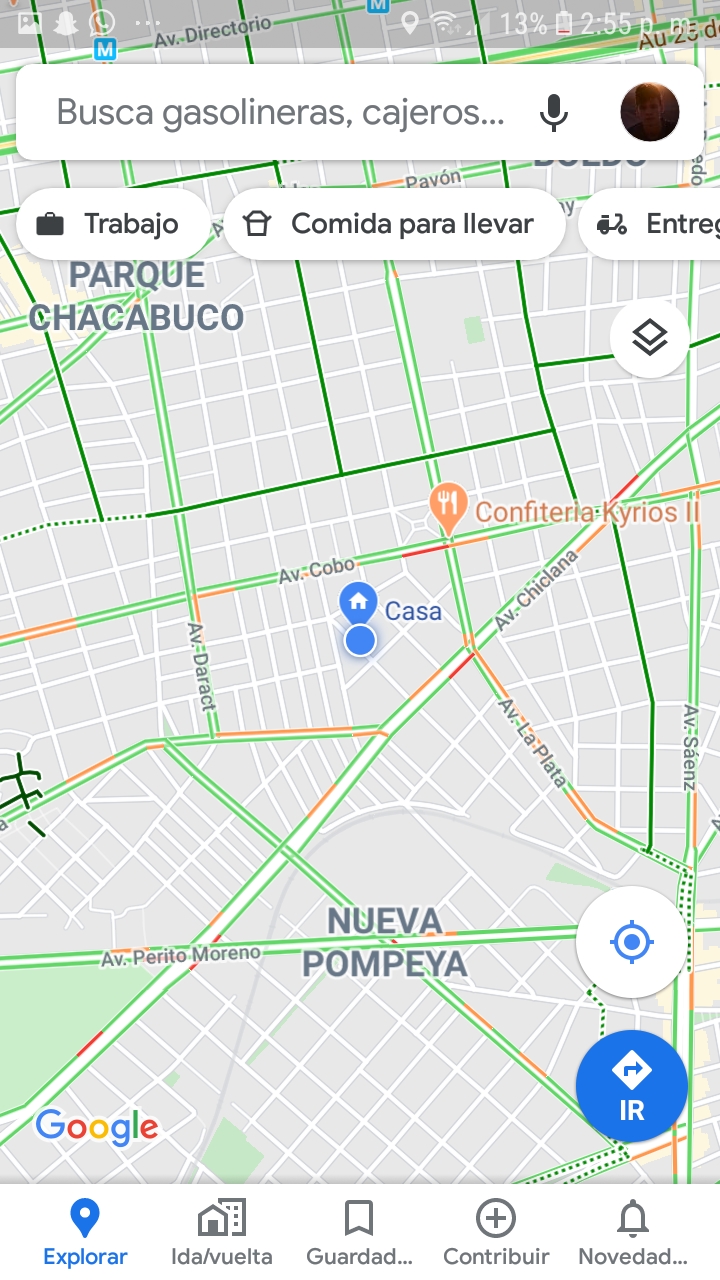 Av. Directorio
M
M
13% 2:55 p. m.
Au 25 de
Busca gasolineras, cajeros...
BOEDO
Pavón
Trabajo
Comida para llevar
Entreg
PARQUE
CHACABUCO
Confiteria Kyrios II
Av. Cobo
Casa
Av. Chiclana
Av. Daract
Av. La Plata
Av. Sáenz
NUEVA
POMPEYA
Av. Perito Moreno
IR
Google
Explorar
Ida/vuelta
Guardad...
Contribuir
Novedad...